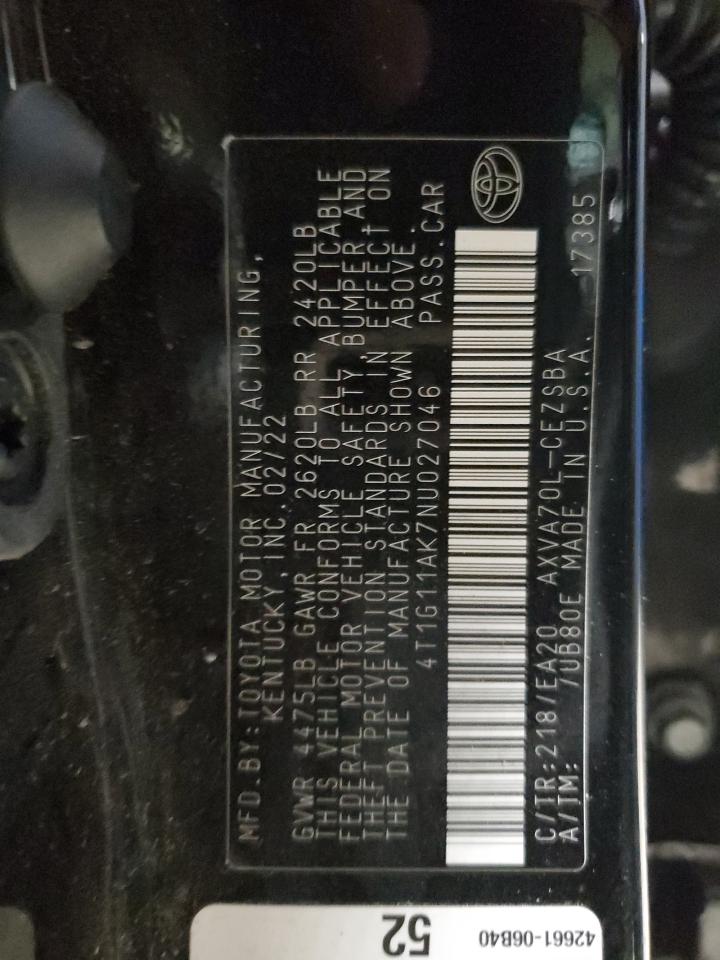 MFD.BY:TOYOTA MOTOR MANUFACTURING,
KENTUCKY, INC 02/22
GVWR 4475LB GAWR FR 2620LB RR 2420LB
THIS VEHICLE CONFORMS TO ALL APPLICABLE
FEDERAL MOTOR VEHICLE SAFETY, BUMPER, AND
THEFT PREVENTION STANDARDS IN EFFECT ON
THE DATE OF MANUFACTURE SHOWN ABOVE.
4T1G11AK7NU027046 PASS.CAR
C/TR:218/EA20 AXVA70L-CEZSBA
A/TM: /UB80E MADE IN U.S.A. 17385
52
42661-06B40